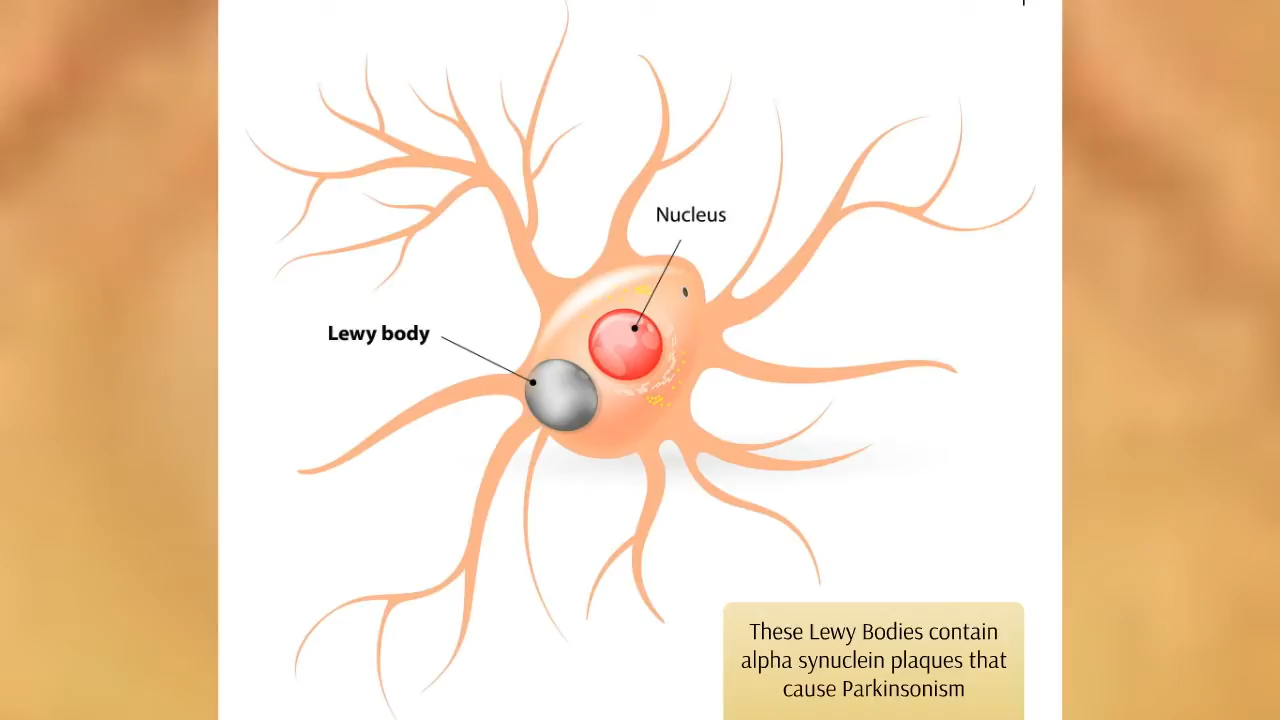 Nucleus
Lewy body
These Lewy Bodies contain
alpha synuclein plaques that
cause Parkinsonism